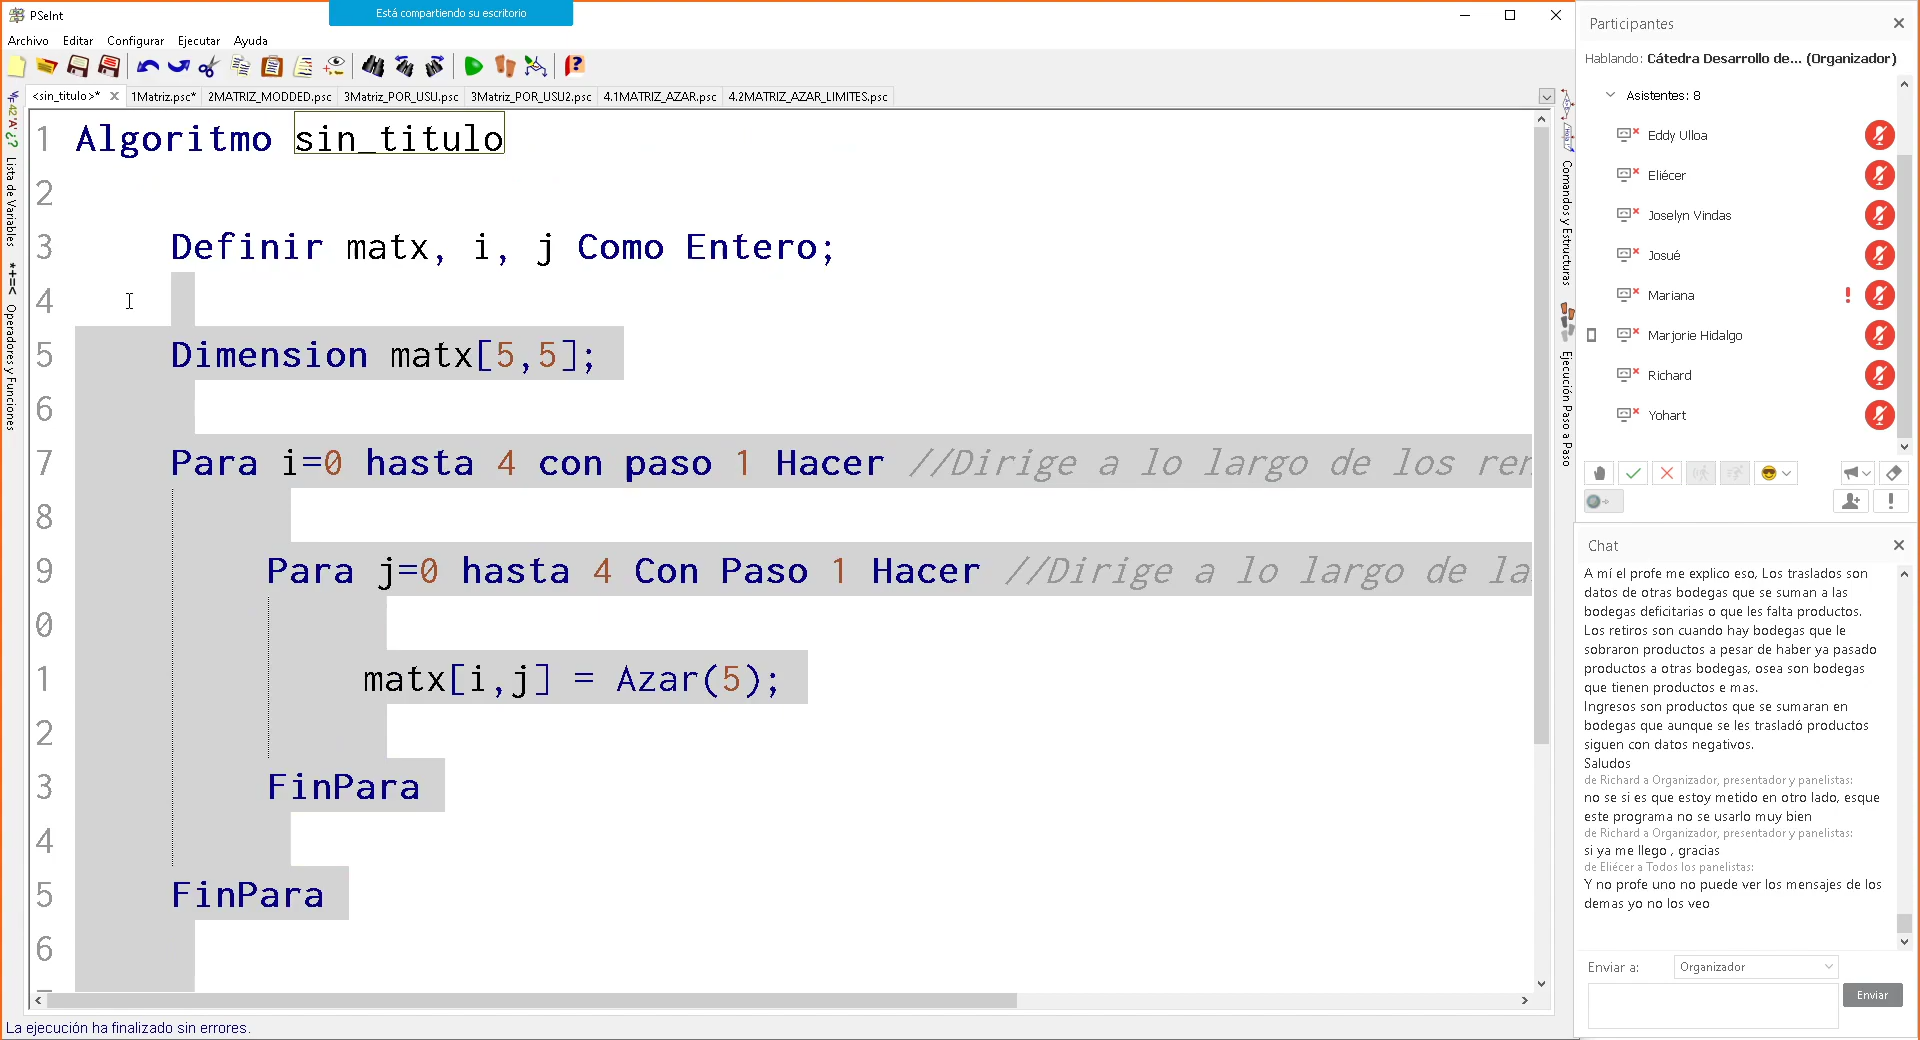 PSeInt
Está compartiendo su escritorio
Archivo Editar Configurar Ejecutar Ayuda
<sin_titulo>* 1Matriz.psc* 2MATRIZ_MODDED.psc 3Matriz_POR_USU.psc 3Matriz_POR_USU2.psc 4.1MATRIZ_AZAR.psc 4.2MATRIZ_AZAR_LIMITES.psc
Lista de Variables
Operadores y Funciones
1 Algoritmo sin_titulo
2
3 Definir matx, i, j Como Entero;
4
5 Dimension matx[5,5];
6
7 Para i=0 hasta 4 con paso 1 Hacer //Dirige a lo largo de los ren
8
9 Para j=0 hasta 4 Con Paso 1 Hacer //Dirige a lo largo de la
0
1 matx[i,j] = Azar(5);
2
3 FinPara
4
5 FinPara
6
La ejecución ha finalizado sin errores.
Comandos y Estructuras
Ejecución Paso a Paso
Participantes
Hablando: Cátedra Desarrollo de... (Organizador)
Asistentes: 8
Eddy Ulloa
Eliécer
Joselyn Vindas
Josué
Mariana
Marjorie Hidalgo
Richard
Yohart
Chat
A mí el profe me explico eso, Los traslados son
datos de otras bodegas que se suman a las
bodegas deficitarias o que les falta productos.
Los retiros son cuando hay bodegas que le
sobraron productos a pesar de haber ya pasado
productos a otras bodegas, osea son bodegas
que tienen productos e mas.
Ingresos son productos que se sumaran en
bodegas que aunque se les trasladó productos
siguen con datos negativos.
Saludos
de Richard a Organizador, presentador y panelistas:
no se si es que estoy metido en otro lado, esque
este programa no se usarlo muy bien
de Richard a Organizador, presentador y panelistas:
si ya me llego , gracias
de Eliécer a Todos los panelistas:
Y no profe uno no puede ver los mensajes de los
demas yo no los veo
Enviar a: Organizador
Enviar